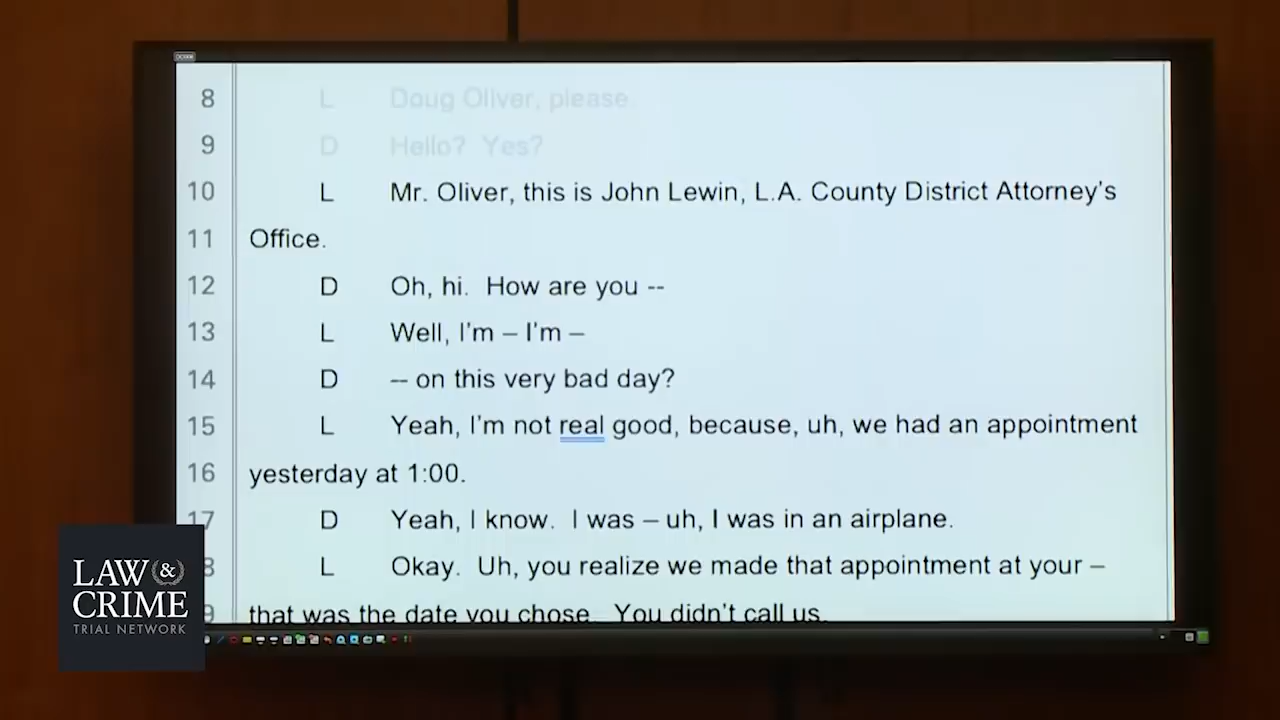 8 L Doug Oliver, please.
9 D Hello? Yes?
10 L Mr. Oliver, this is John Lewin, L.A. County District Attorney's
11 Office.
12 D Oh, hi. How are you --
13 L Well, I'm – I'm –
14 D -- on this very bad day?
15 L Yeah, I'm not real good, because, uh, we had an appointment
16 yesterday at 1:00.
17 D Yeah, I know. I was – uh, I was in an airplane.
8 L Okay. Uh, you realize we made that appointment at your –
9 that was the date you chose. You didn't call us.
LAW &
CRIME
TRIAL NETWORK